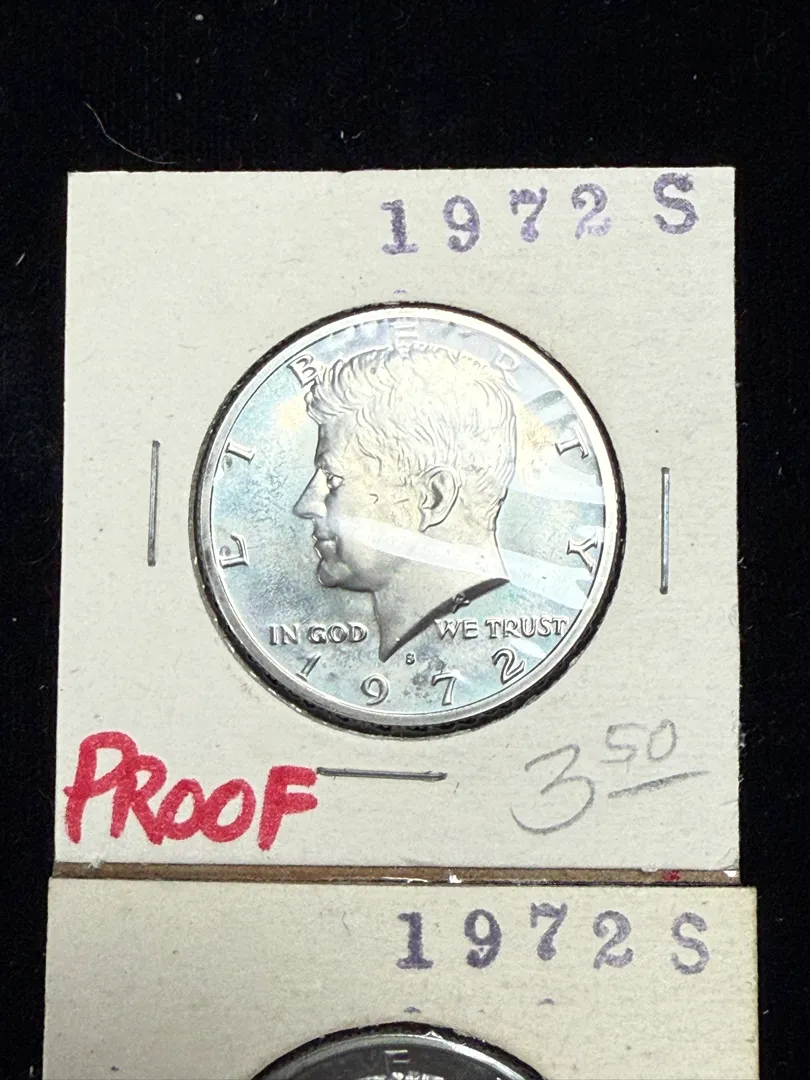 1972 S
LIBERTY
IN GOD WE TRUST
S
1972
PROOF
3 50
1972 S
E